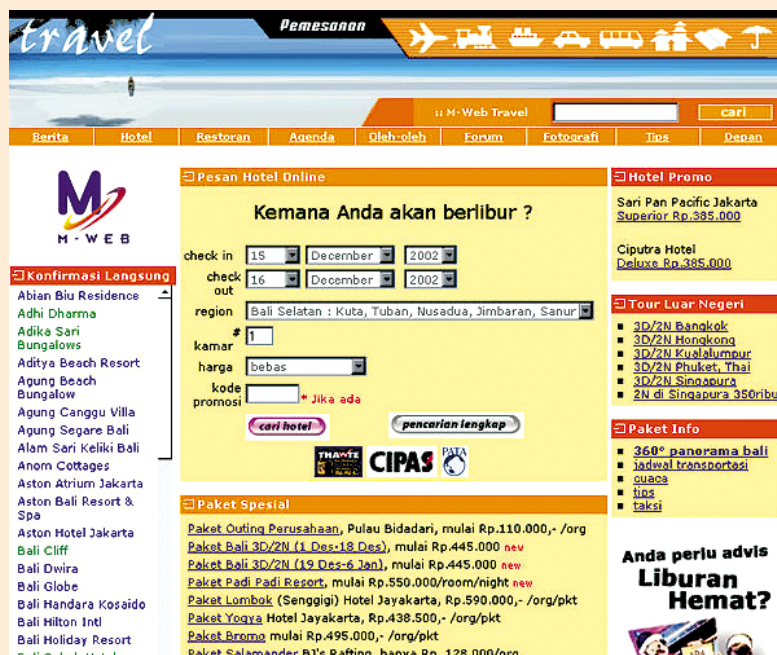 travel
Pemesanan
:: M-Web Travel
cari
Berita Hotel Restoran Agenda Oleh-oleh Forum Fotografi Tips Depan
M-WEB
Konfirmasi Langsung
Abian Biu Residence
Adhi Dharma
Adika Sari
Bungalows
Aditya Beach Resort
Agung Beach
Bungalow
Agung Canggu Villa
Agung Segare Bali
Alam Sari Keliki Bali
Anom Cottages
Aston Atrium Jakarta
Aston Bali Resort &
Spa
Aston Hotel Jakarta
Bali Cliff
Bali Dwira
Bali Globe
Bali Handara Kosaido
Bali Hilton Intl
Bali Holiday Resort
Pesan Hotel Online
Kemana Anda akan berlibur ?
check in 15 December 2002
check
out 16 December 2002
region Bali Selatan : Kuta, Tuban, Nusadua, Jimbaran, Sanur
#
kamar 1
harga bebas
kode
promosi * Jika ada
cari hotel pencarian lengkap
THAWTE CIPAS PATA
Paket Spesial
Paket Outing Perusahaan, Pulau Bidadari, mulai Rp.110.000,- /org
Paket Bali 3D/2N (1 Des-18 Des), mulai Rp.445.000 new
Paket Bali 3D/2N (19 Des-6 Jan), mulai Rp.445.000 new
Paket Padi Padi Resort, mulai Rp.550.000/room/night new
Paket Lombok (Senggigi) Hotel Jayakarta, Rp.590.000,- /org/pkt
Paket Yogya Hotel Jayakarta, Rp.438.500,- /org/pkt
Paket Bromo mulai Rp.495.000,- /org/pkt
Paket Salamander BJ's Rafting, hanya Rp. 128.000/org
Hotel Promo
Sari Pan Pacific Jakarta
Superior Rp.385.000
Ciputra Hotel
Deluxe Rp.385.000
Tour Luar Negeri
3D/2N Bangkok
3D/2N Hongkong
3D/2N Kualalumpur
3D/2N Phuket, Thai
3D/2N Singapura
2N di Singapura 350ribu
Paket Info
360° panorama bali
jadwal transportasi
cuaca
tips
taksi
Anda perlu advis
Liburan
Hemat?